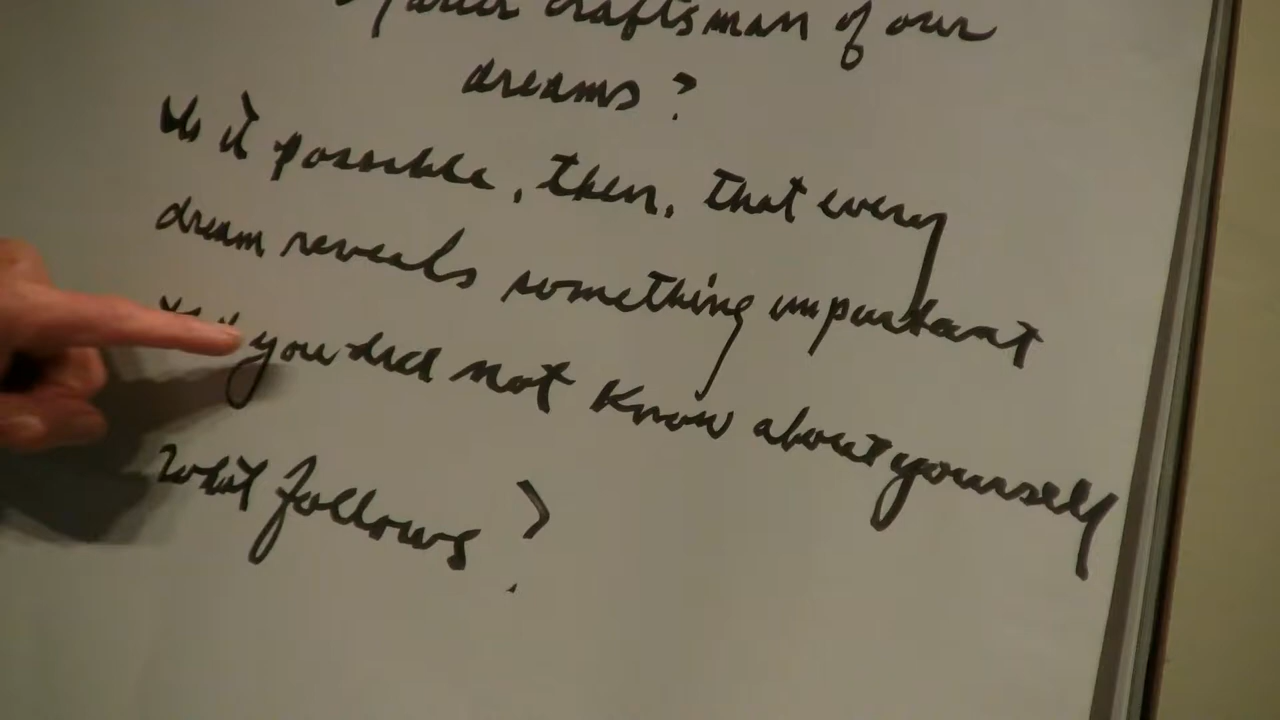 Master craftsman of our
dreams?
Is it possible, then, that every
dream reveals something important
you did not know about yourself
What follows?